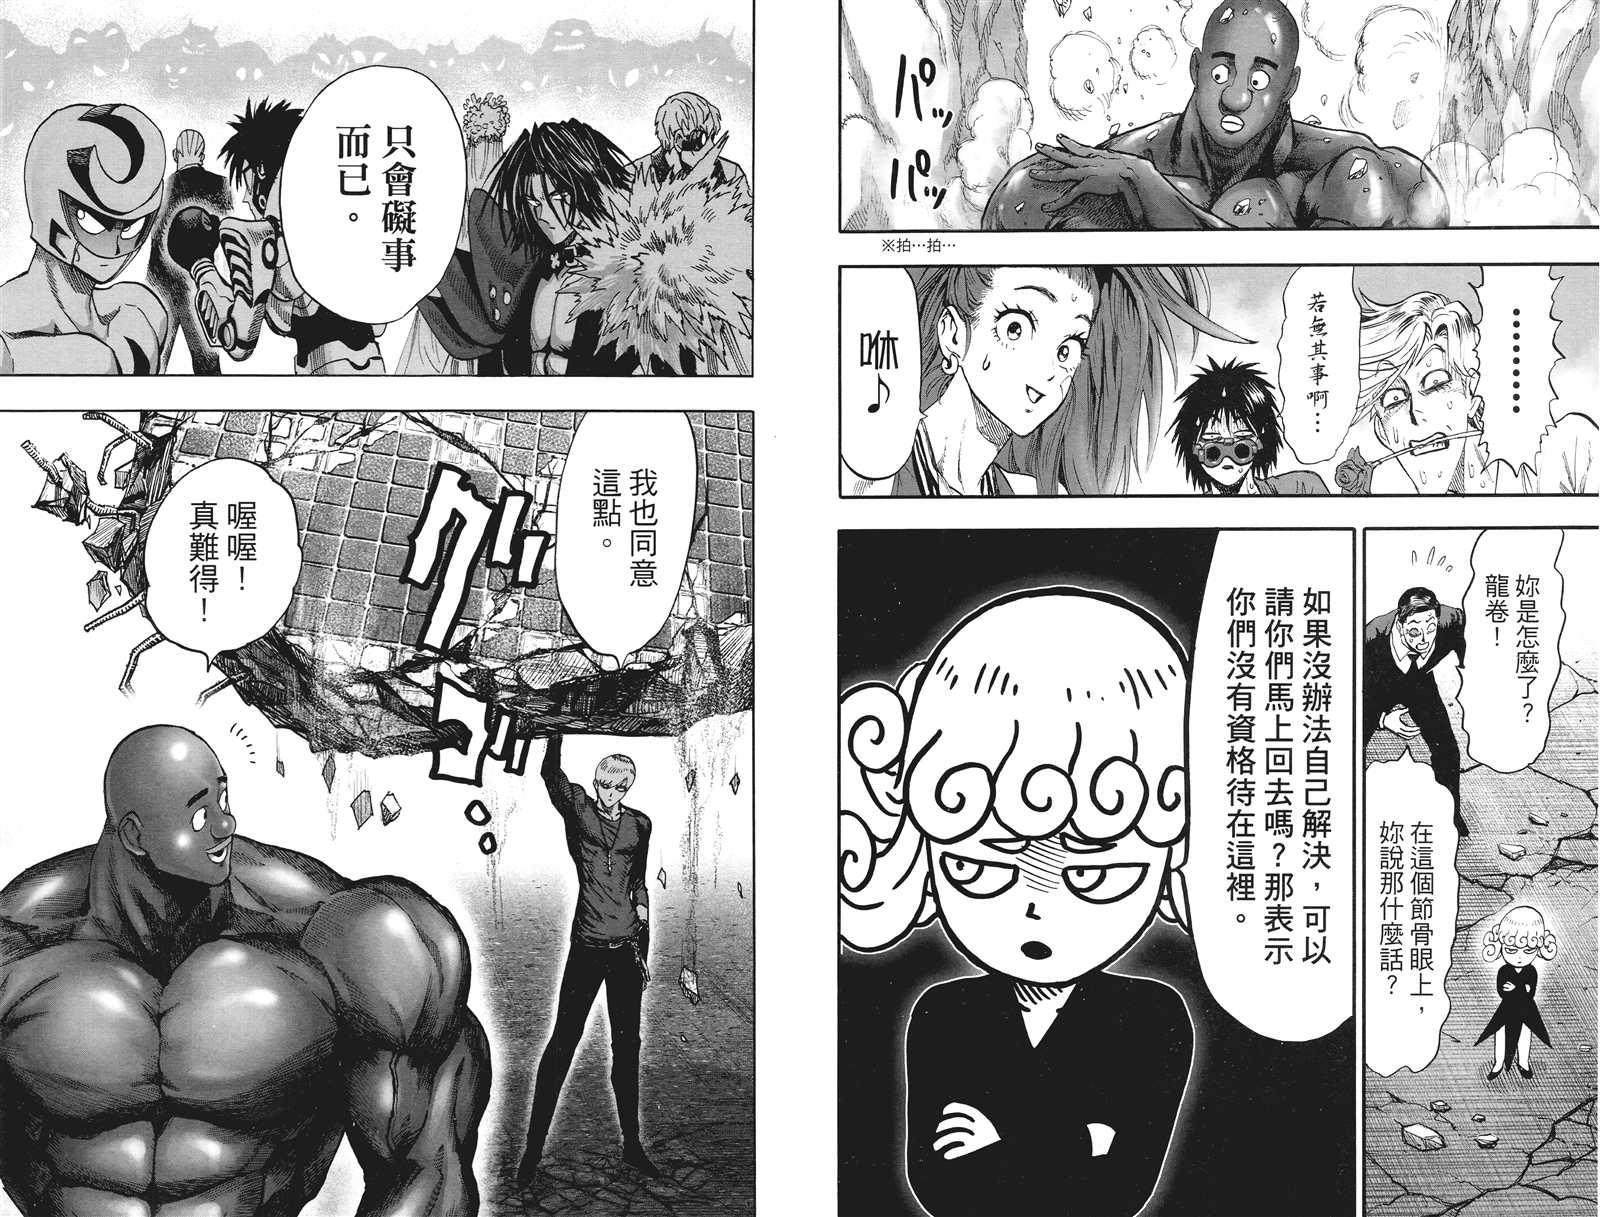 パッ
パッ
※拍…拍…
………
若無其事啊…
咻♪
妳是怎麼了？
龍卷！
在這個節骨眼上，
妳說那什麼話？
如果沒辦法自己解決，可以
請你們馬上回去嗎？那表示
你們沒有資格待在這裡。
只會礙事
而已。
我也同意
這點。
喔喔！
真難得！